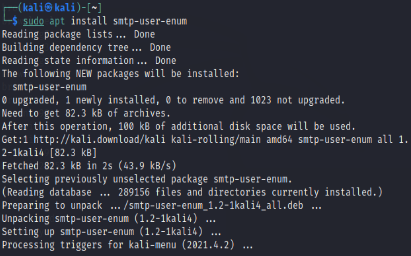 ┌──(kali㉿kali)-[~]
└─$ sudo apt install smtp-user-enum
Reading package lists... Done
Building dependency tree... Done
Reading state information... Done
The following NEW packages will be installed:
  smtp-user-enum
0 upgraded, 1 newly installed, 0 to remove and 1023 not upgraded.
Need to get 82.3 kB of archives.
After this operation, 100 kB of additional disk space will be used.
Get:1 http://kali.download/kali kali-rolling/main amd64 smtp-user-enum all 1.
2-1kali4 [82.3 kB]
Fetched 82.3 kB in 2s (43.9 kB/s)
Selecting previously unselected package smtp-user-enum.
(Reading database ... 289156 files and directories currently installed.)
Preparing to unpack .../smtp-user-enum_1.2-1kali4_all.deb ...
Unpacking smtp-user-enum (1.2-1kali4) ...
Setting up smtp-user-enum (1.2-1kali4) ...
Processing triggers for kali-menu (2021.4.2) ...